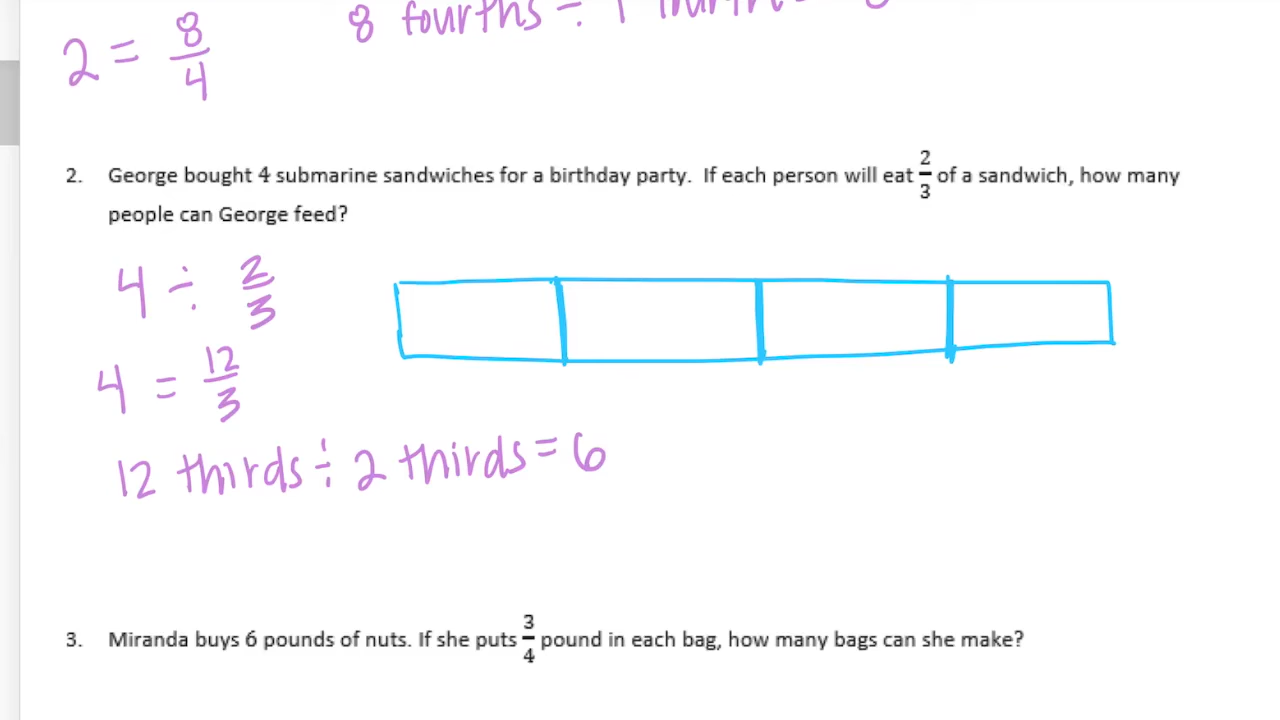 2 = 8/4
8 fourths ÷ 1
2. George bought 4 submarine sandwiches for a birthday party. If each person will eat 2/3 of a sandwich, how many
people can George feed?
4 ÷ 2/3
4 = 12/3
12 thirds ÷ 2 thirds = 6
3. Miranda buys 6 pounds of nuts. If she puts 3/4 pound in each bag, how many bags can she make?